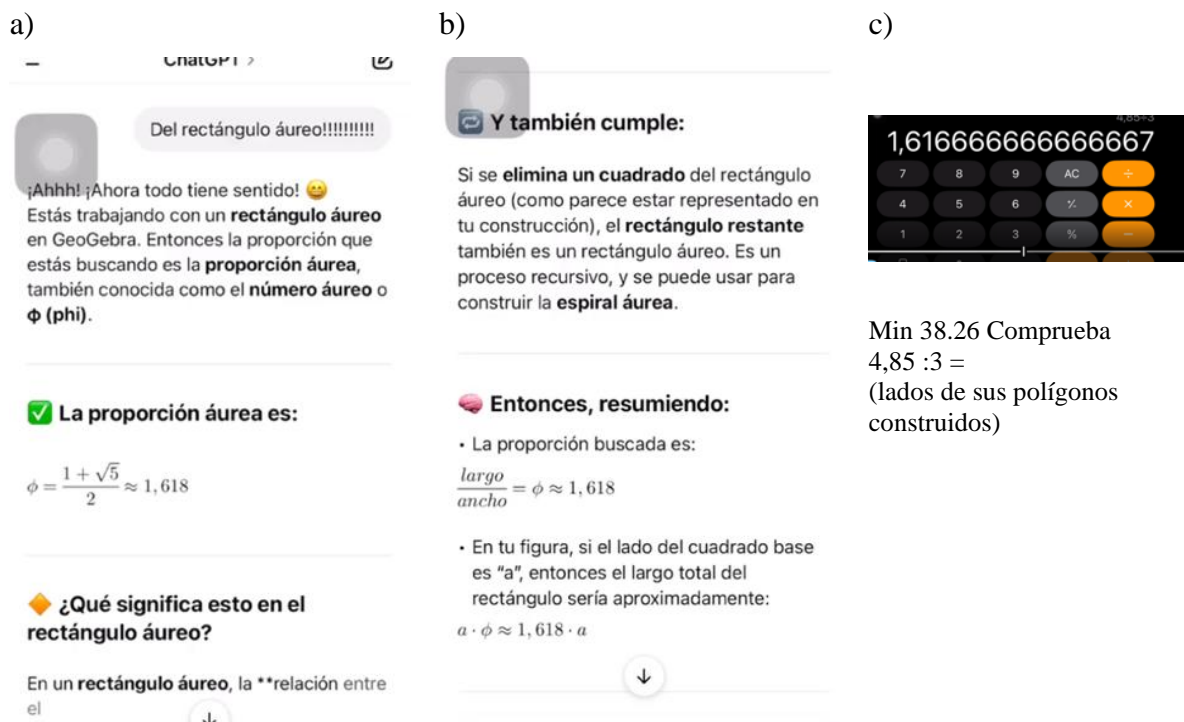 a)
ChatGPT >
Del rectángulo áureo!!!!!!!!!!
¡Ahhh! ¡Ahora todo tiene sentido! 😄
Estás trabajando con un rectángulo áureo
en GeoGebra. Entonces la proporción que
estás buscando es la proporción áurea,
también conocida como el número áureo o
Φ (phi).
✅ La proporción áurea es:
ϕ = (1 + √5) / 2 ≈ 1, 618
🔶 ¿Qué significa esto en el
rectángulo áureo?
En un rectángulo áureo, la **relación entre
el
b)
🔁 Y también cumple:
Si se elimina un cuadrado del rectángulo
áureo (como parece estar representado en
tu construcción), el rectángulo restante
también es un rectángulo áureo. Es un
proceso recursivo, y se puede usar para
construir la espiral áurea.
🧠 Entonces, resumiendo:
• La proporción buscada es:
largo / ancho = ϕ ≈ 1, 618
• En tu figura, si el lado del cuadrado base
es “a”, entonces el largo total del
rectángulo sería aproximadamente:
a · ϕ ≈ 1, 618 · a
c)
4,85÷3
1,6166666666666667
7 8 9 AC ÷
4 5 6 ×
1 2 3 % −
Min 38.26 Comprueba
4,85 :3 =
(lados de sus polígonos
construidos)